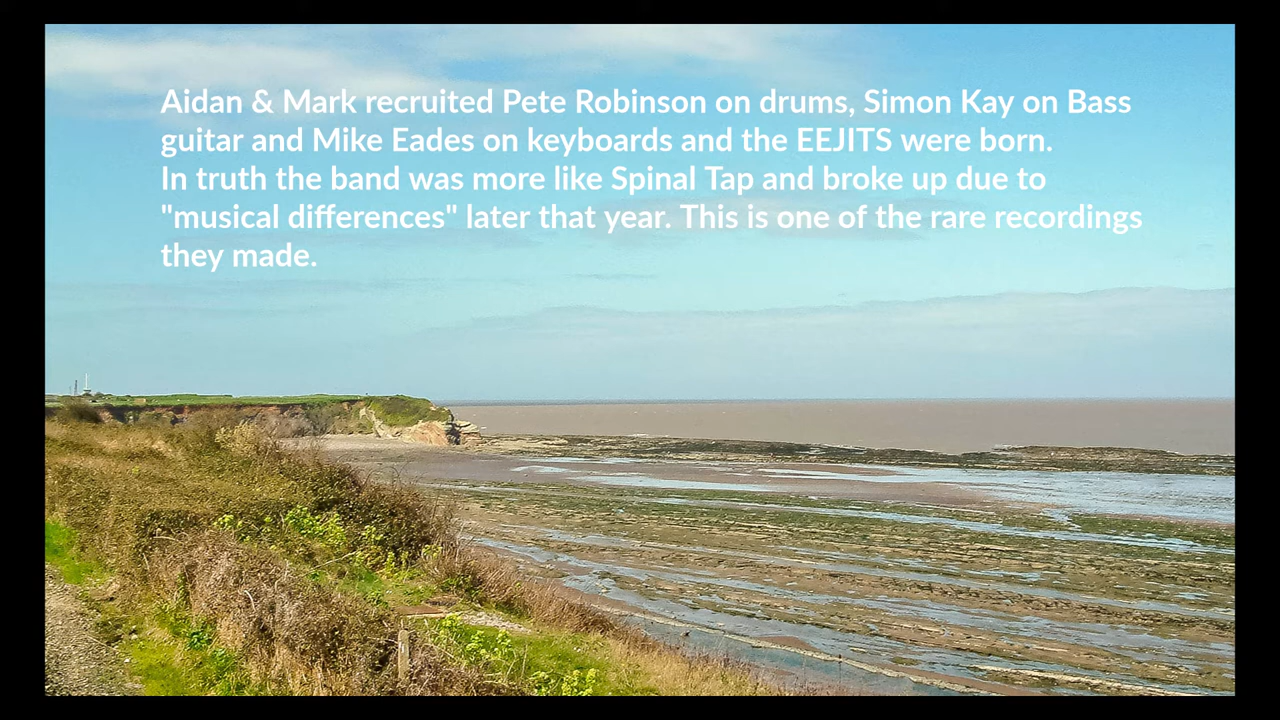 Aidan & Mark recruited Pete Robinson on drums, Simon Kay on Bass
guitar and Mike Eades on keyboards and the EEJITS were born.
In truth the band was more like Spinal Tap and broke up due to
"musical differences" later that year. This is one of the rare recordings
they made.